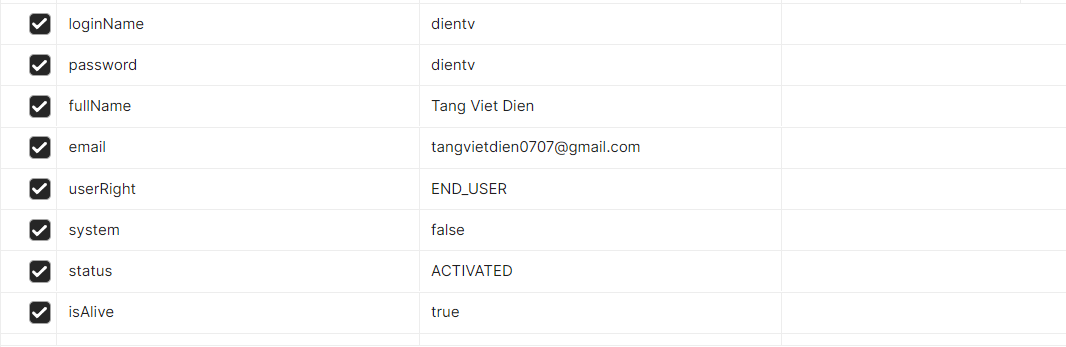 loginName dientv
password dientv
fullName Tang Viet Dien
email tangvietdien0707@gmail.com
userRight END_USER
system false
status ACTIVATED
isAlive true